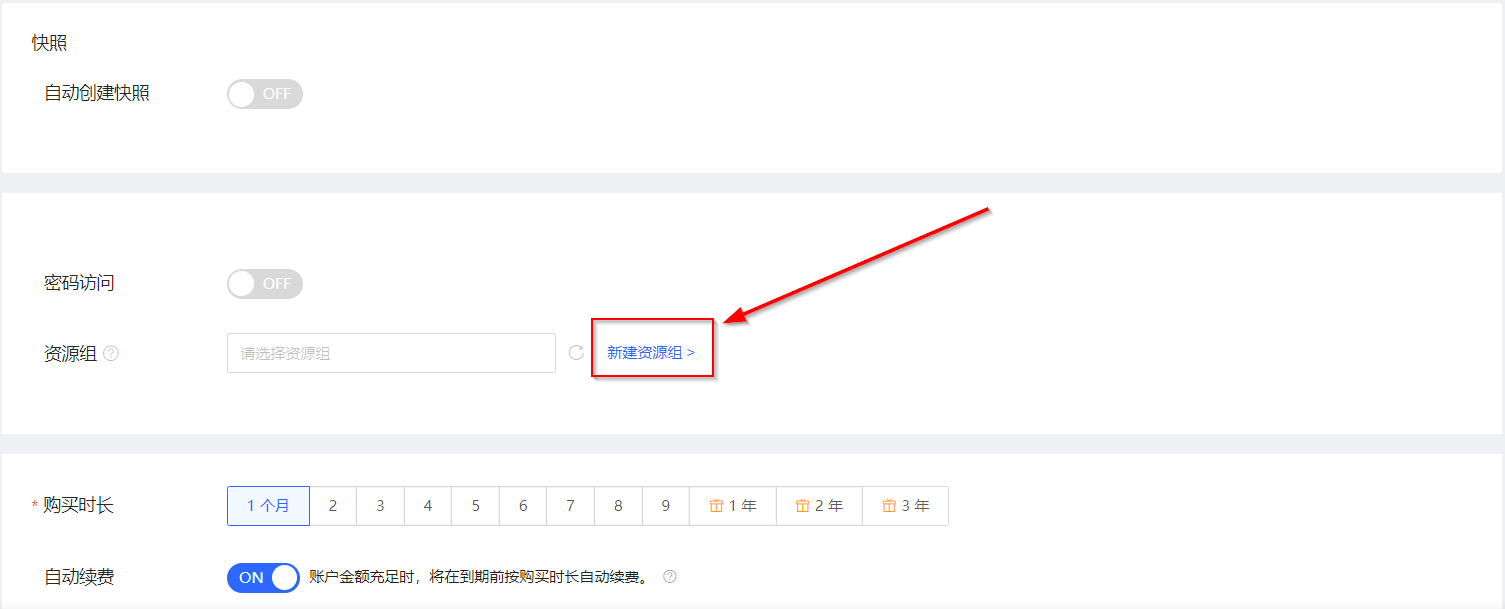 快照
自动创建快照 OFF
密码访问 OFF
资源组 ? 请选择资源组 新建资源组 >
* 购买时长 1 个月 2 3 4 5 6 7 8 9 1 年 2 年 3 年
自动续费 ON 账户金额充足时，将在到期前按购买时长自动续费。 ?